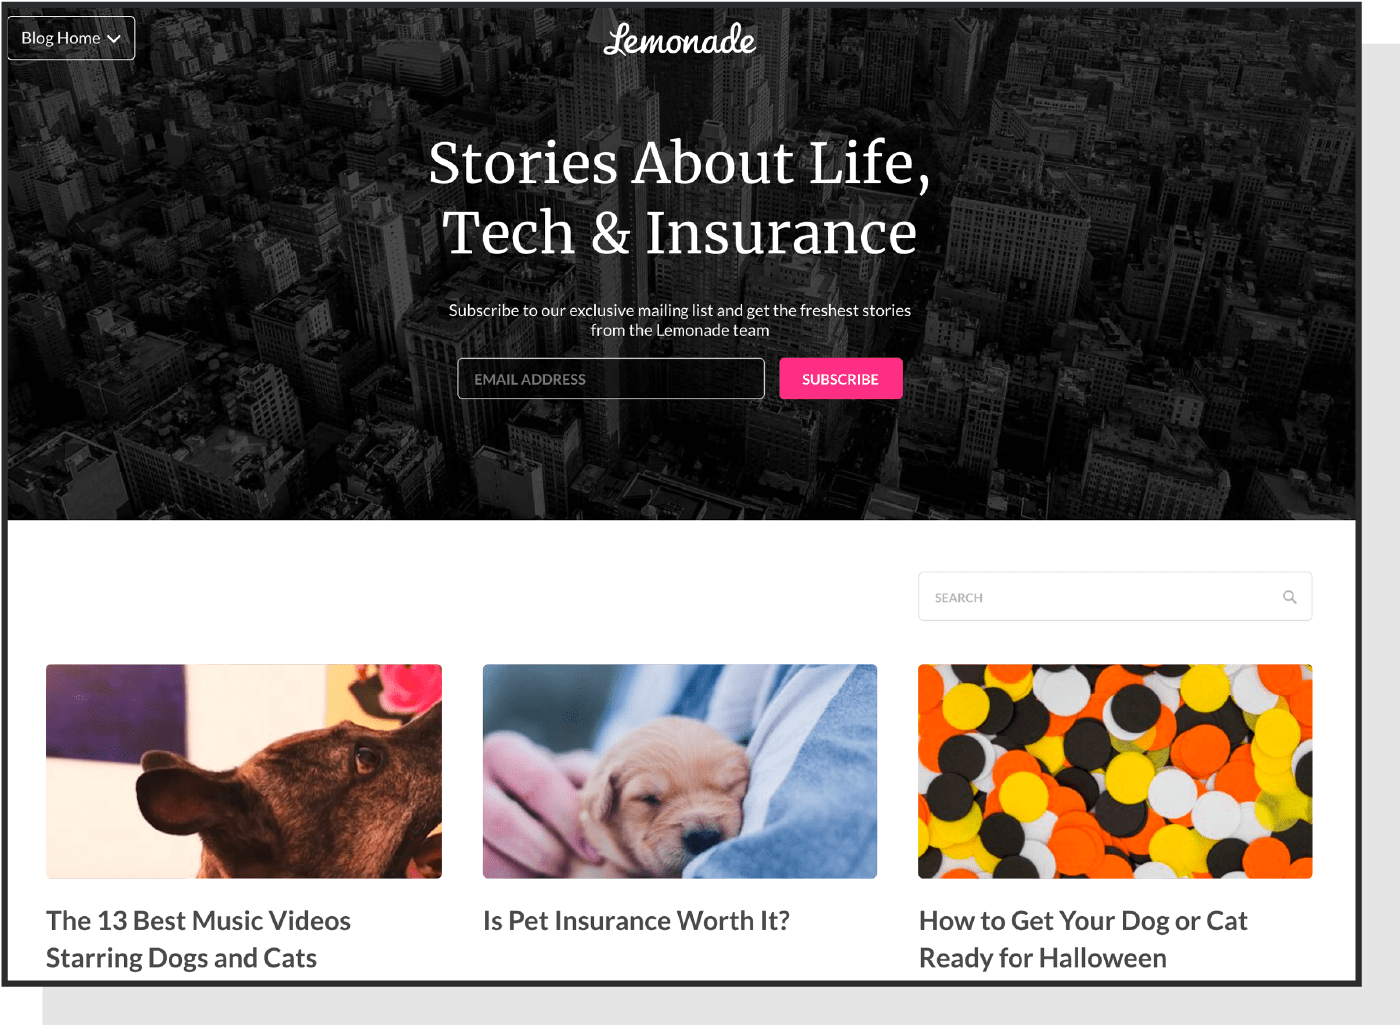 Blog Home
Lemonade
Stories About Life,
Tech & Insurance
Subscribe to our exclusive mailing list and get the freshest stories
from the Lemonade team
EMAIL ADDRESS
SUBSCRIBE
SEARCH
The 13 Best Music Videos
Starring Dogs and Cats
Is Pet Insurance Worth It?
How to Get Your Dog or Cat
Ready for Halloween